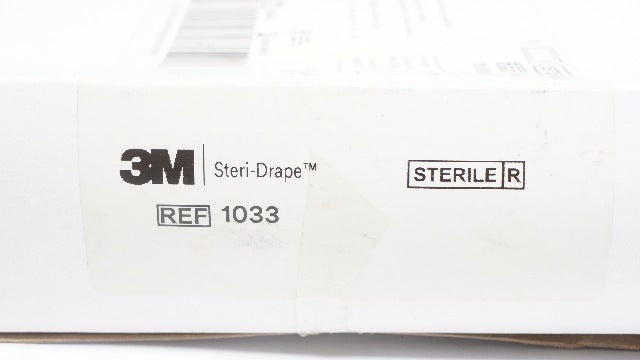 3M Steri-Drape™
STERILE R
REF 1033